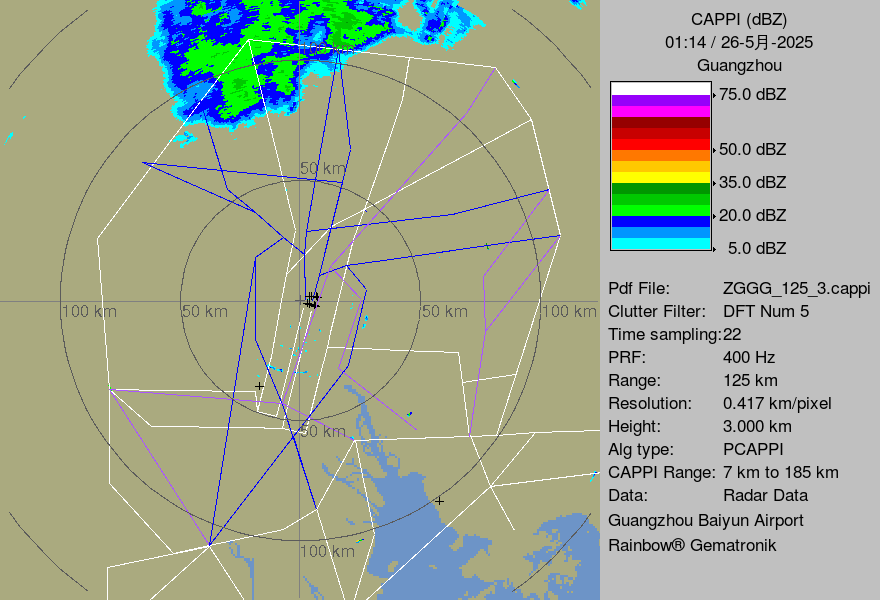 CAPPI (dBZ)
01:14 / 26-5月-2025
Guangzhou
75.0 dBZ
50.0 dBZ
35.0 dBZ
20.0 dBZ
5.0 dBZ
Pdf File: ZGGG_125_3.cappi
Clutter Filter: DFT Num 5
Time sampling:22
PRF: 400 Hz
Range: 125 km
Resolution: 0.417 km/pixel
Height: 3.000 km
Alg type: PCAPPI
CAPPI Range: 7 km to 185 km
Data: Radar Data
Guangzhou Baiyun Airport
Rainbow® Gematronik
100 km
50 km
100 km
50 km
50 km
100 km
50 km
100 km